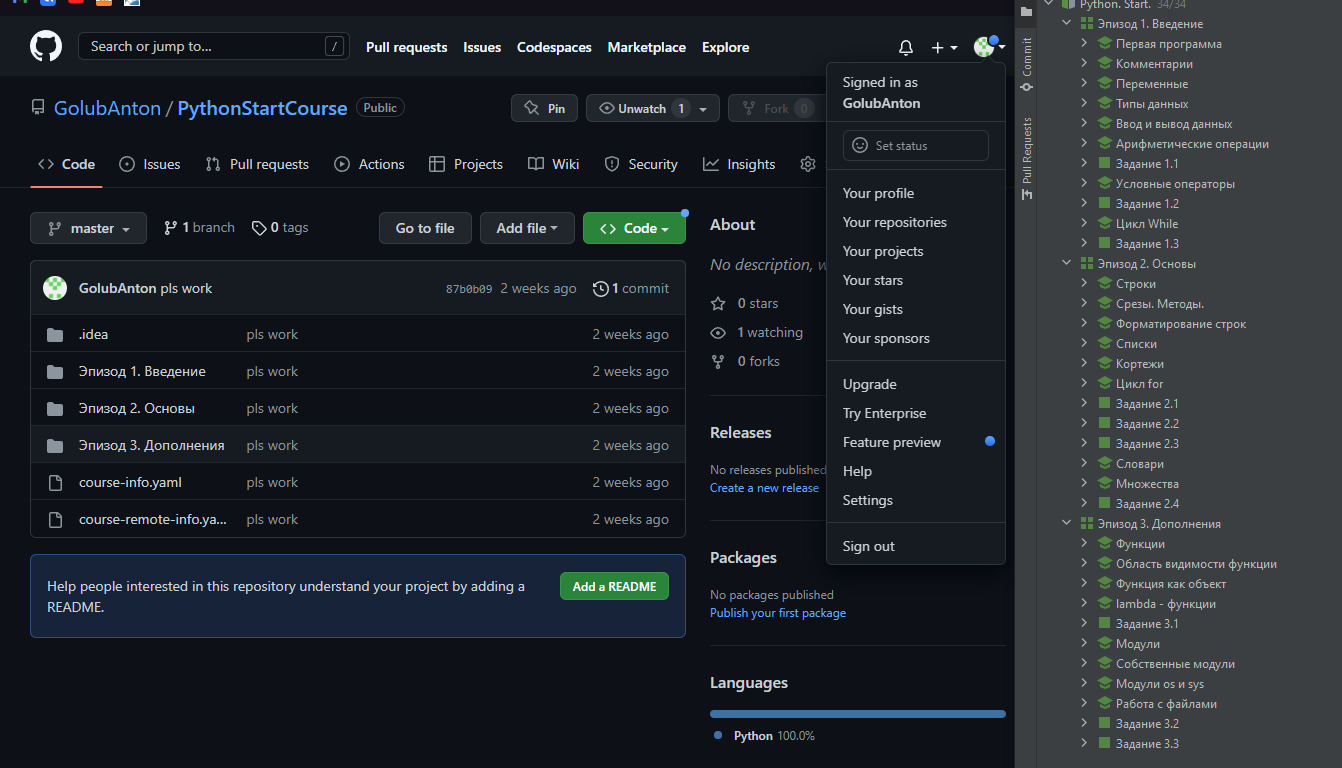 Search or jump to...
/
Pull requests
Issues
Codespaces
Marketplace
Explore
GolubAnton / PythonStartCourse
Public
Pin
Unwatch 1
Fork 0
Code
Issues
Pull requests
Actions
Projects
Wiki
Security
Insights
master
1 branch
0 tags
Go to file
Add file
Code
GolubAnton pls work
87b0b09 2 weeks ago
1 commit
.idea
pls work
2 weeks ago
Эпизод 1. Введение
pls work
2 weeks ago
Эпизод 2. Основы
pls work
2 weeks ago
Эпизод 3. Дополнения
pls work
2 weeks ago
course-info.yaml
pls work
2 weeks ago
course-remote-info.ya...
pls work
2 weeks ago
Help people interested in this repository understand your project by adding a
README.
Add a README
About
No description, w
0 stars
1 watching
0 forks
Releases
No releases published
Create a new release
Packages
No packages published
Publish your first package
Languages
Python 100.0%
Signed in as
GolubAnton
Set status
Your profile
Your repositories
Your projects
Your stars
Your gists
Your sponsors
Upgrade
Try Enterprise
Feature preview
Help
Settings
Sign out
Commit
Pull Requests
Python. Start. 34/34
Эпизод 1. Введение
Первая программа
Комментарии
Переменные
Типы данных
Ввод и вывод данных
Арифметические операции
Задание 1.1
Условные операторы
Задание 1.2
Цикл While
Задание 1.3
Эпизод 2. Основы
Строки
Срезы. Методы.
Форматирование строк
Списки
Кортежи
Цикл for
Задание 2.1
Задание 2.2
Задание 2.3
Словари
Множества
Задание 2.4
Эпизод 3. Дополнения
Функции
Область видимости функции
Функция как объект
lambda - функции
Задание 3.1
Модули
Собственные модули
Модули os и sys
Работа с файлами
Задание 3.2
Задание 3.3